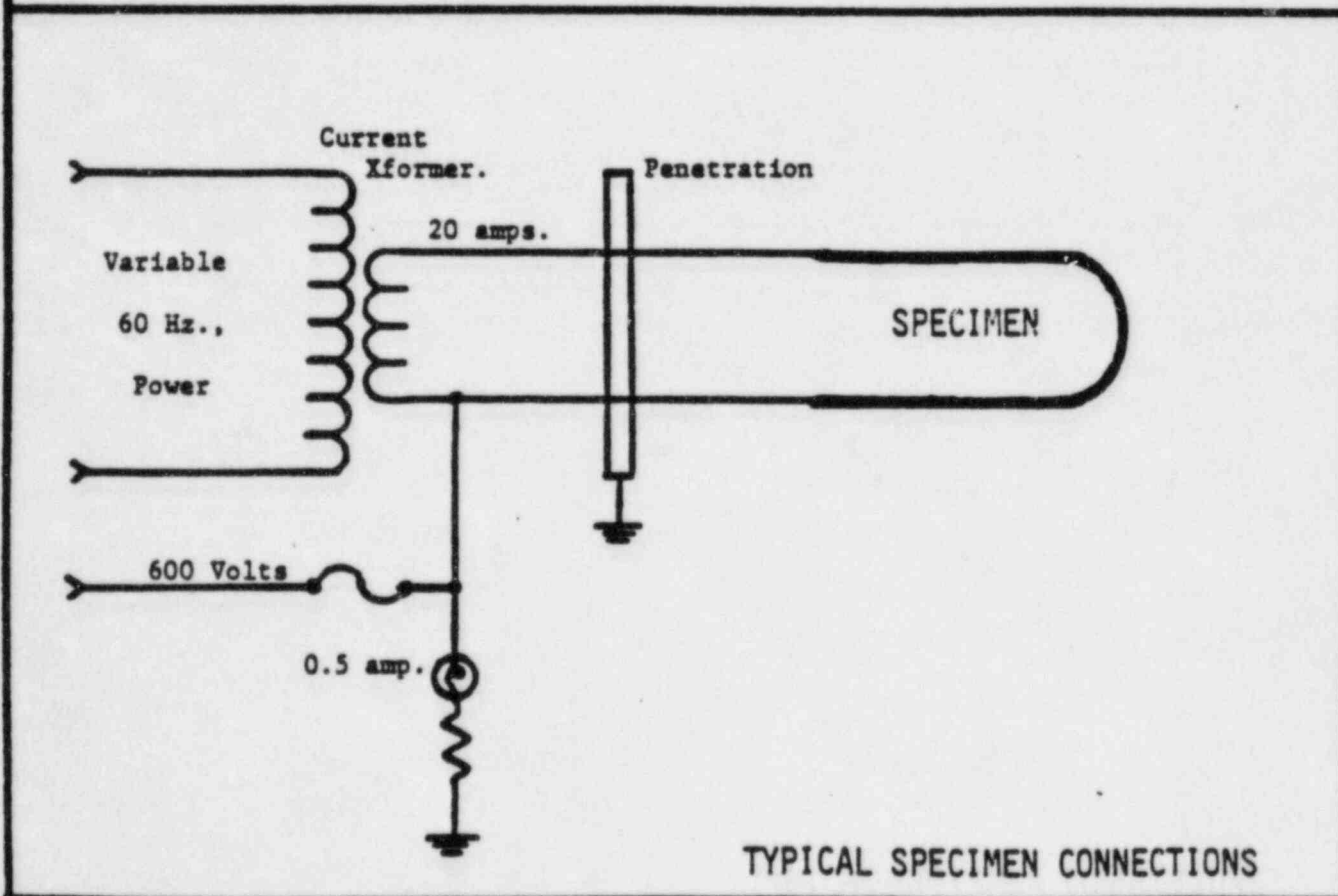 Current
Xformer.
Penetration
20 amps.
Variable
60 Hz.,
Power
SPECIMEN
600 Volts
0.5 amp.
TYPICAL SPECIMEN CONNECTIONS